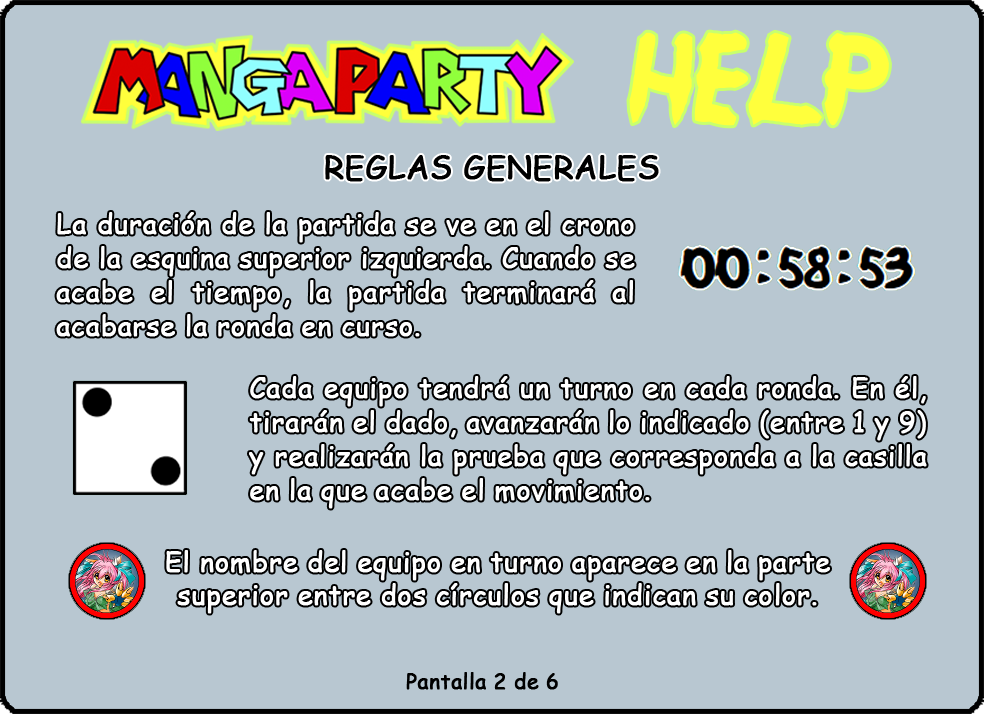 MANGAPARTY HELP
REGLAS GENERALES
La duración de la partida se ve en el crono
de la esquina superior izquierda. Cuando se
acabe el tiempo, la partida terminará al
acabarse la ronda en curso.
00:58:53
Cada equipo tendrá un turno en cada ronda. En él,
tirarán el dado, avanzarán lo indicado (entre 1 y 9)
y realizarán la prueba que corresponda a la casilla
en la que acabe el movimiento.
El nombre del equipo en turno aparece en la parte
superior entre dos círculos que indican su color.
Pantalla 2 de 6